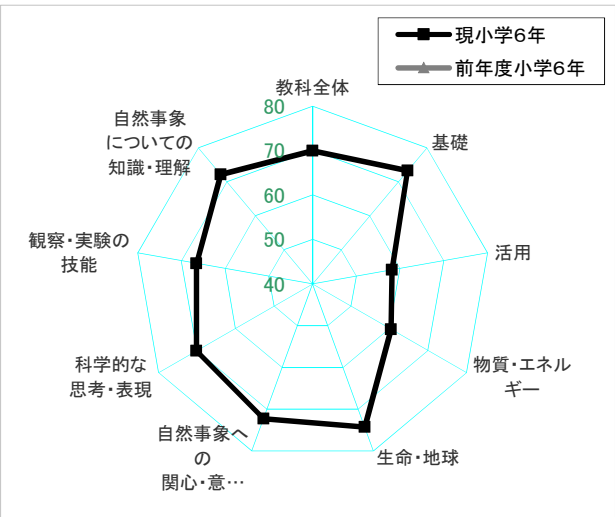 現小学6年
前年度小学6年
教科全体
基礎
活用
物質・エネル
ギー
生命・地球
自然事象へ
の
関心・意…
科学的な
思考・表現
観察・実験の
技能
自然事象
についての
知識・理解
80
70
60
50
40